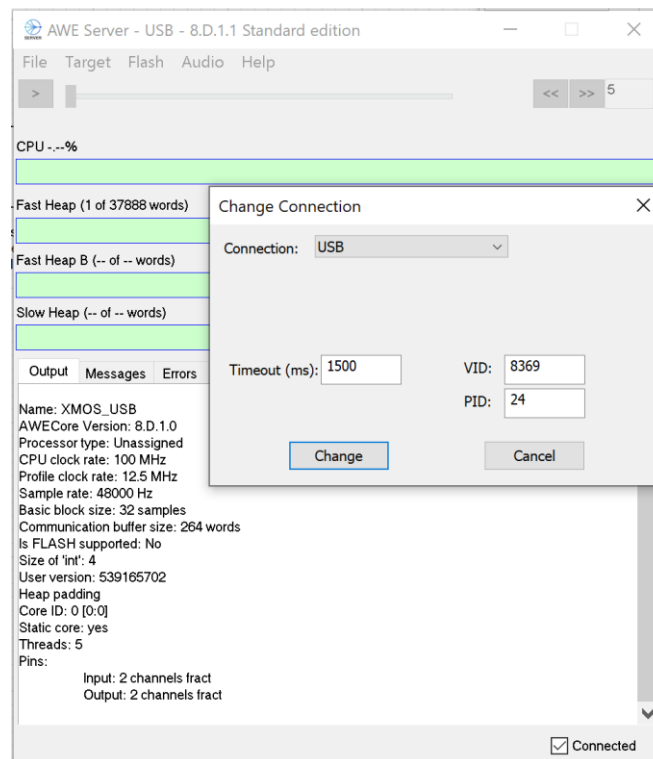 AWE Server - USB - 8.D.1.1 Standard edition
File Target Flash Audio Help
> << >> 5
CPU -.--%
Fast Heap (1 of 37888 words)
Fast Heap B (-- of -- words)
Slow Heap (-- of -- words)
Output Messages Errors
Name: XMOS_USB
AWECore Version: 8.D.1.0
Processor type: Unassigned
CPU clock rate: 100 MHz
Profile clock rate: 12.5 MHz
Sample rate: 48000 Hz
Basic block size: 32 samples
Communication buffer size: 264 words
Is FLASH supported: No
Size of 'int': 4
User version: 539165702
Heap padding
Core ID: 0 [0:0]
Static core: yes
Threads: 5
Pins:
Input: 2 channels fract
Output: 2 channels fract
Connected
Change Connection
Connection: USB
Timeout (ms): 1500 VID: 8369
PID: 24
Change Cancel